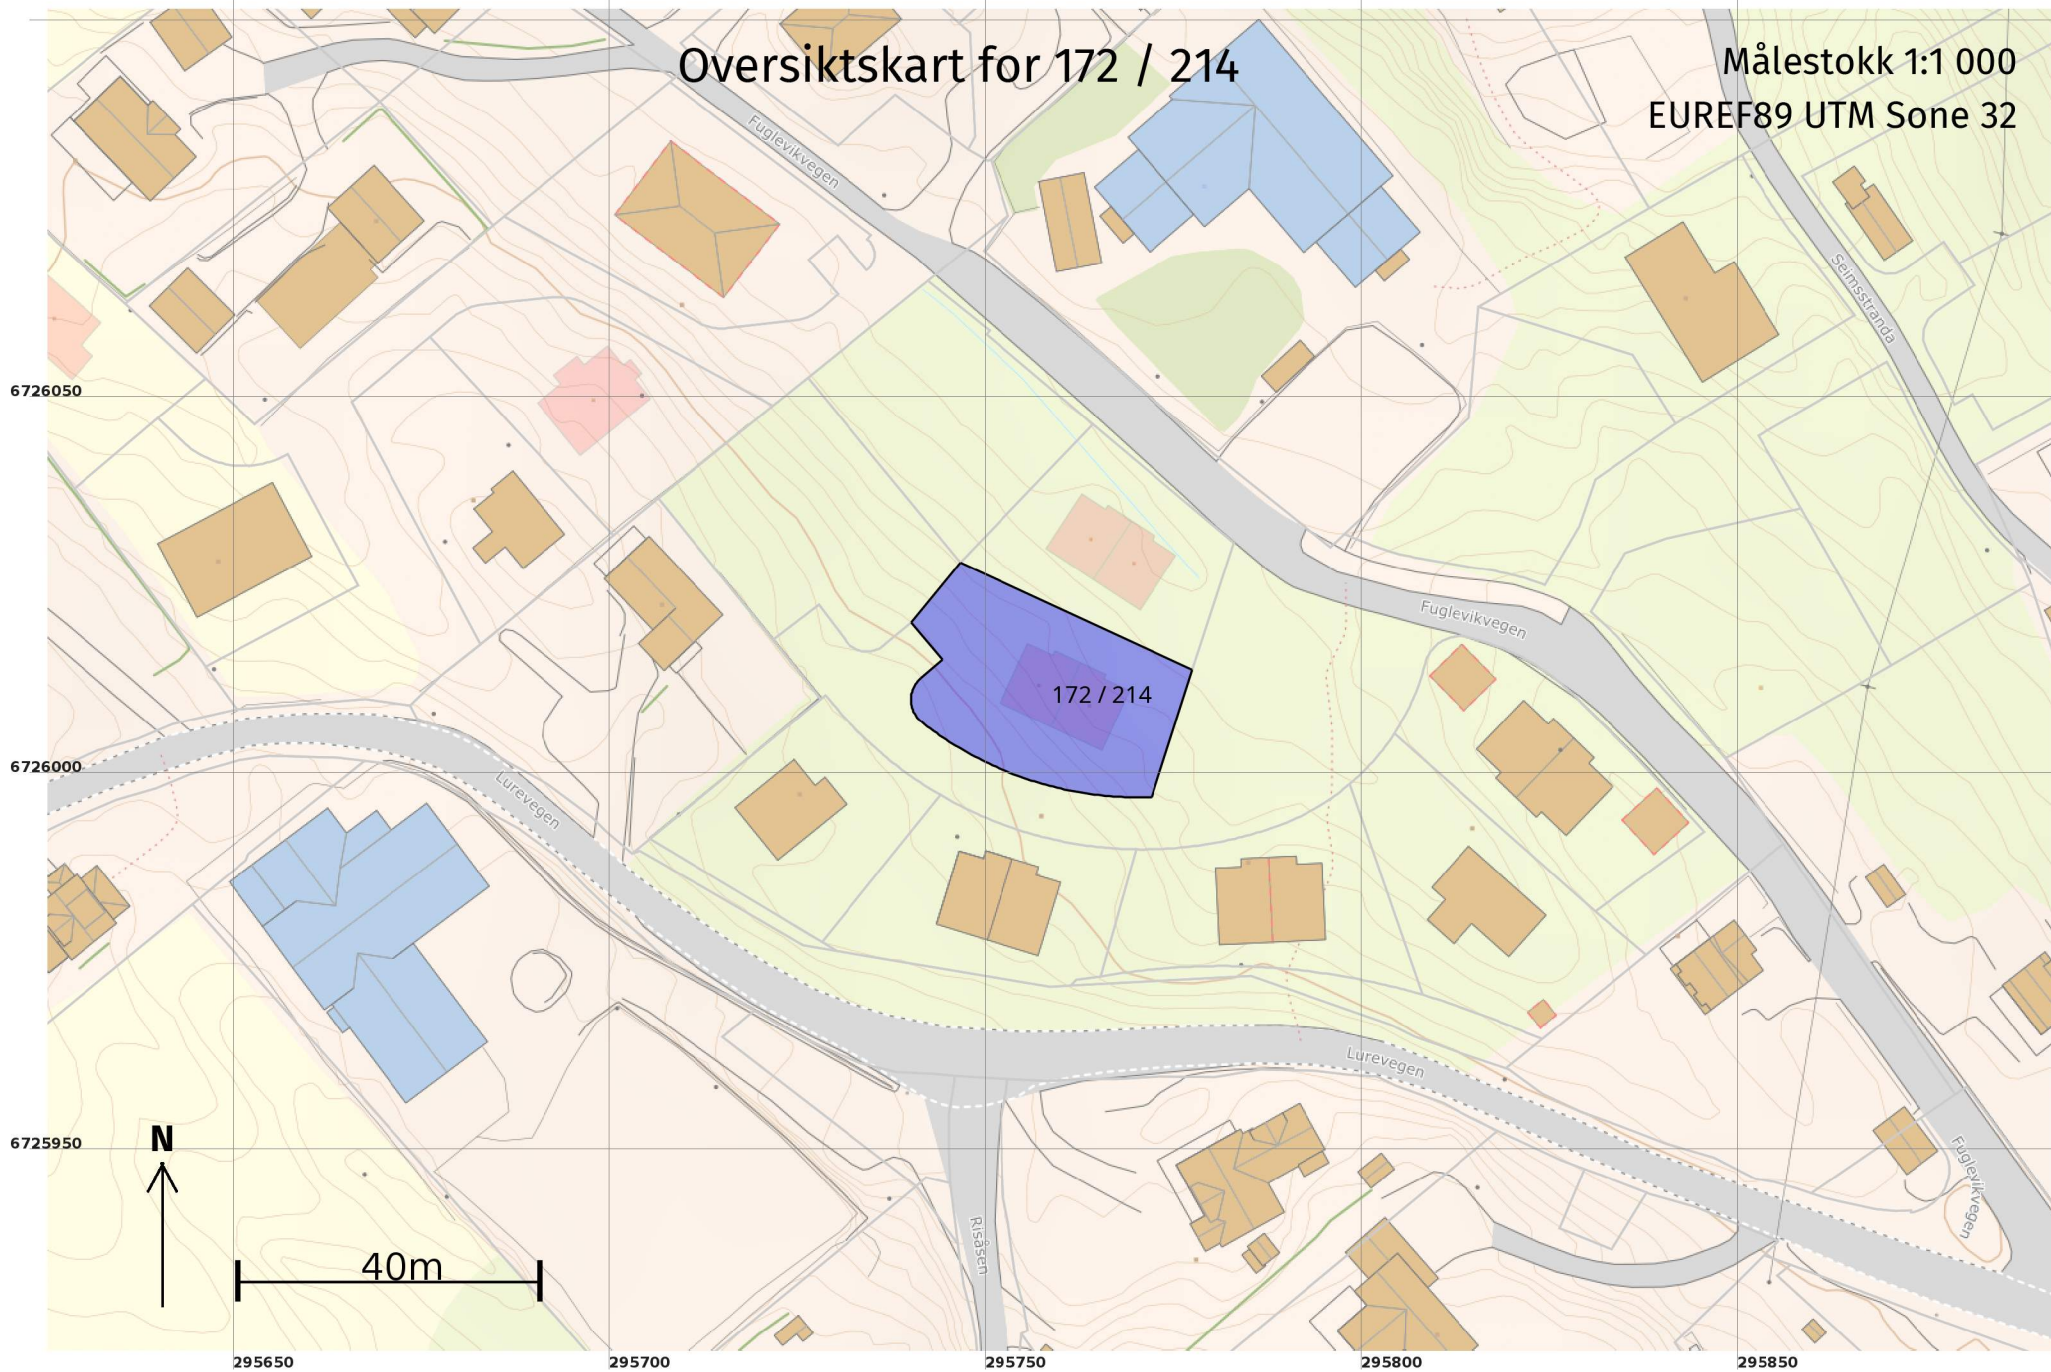 Oversiktskart for 172 / 214
Målestokk 1:1 000
EUREF89 UTM Sone 32
Fuglevikvegen
Seimsstranda
6726050
Fuglevikvegen
172 / 214
6726000
Lurevegen
Lurevegen
6725950
N
Fuglevikvegen
Risåsen
40m
295650
295700
295750
295800
295850